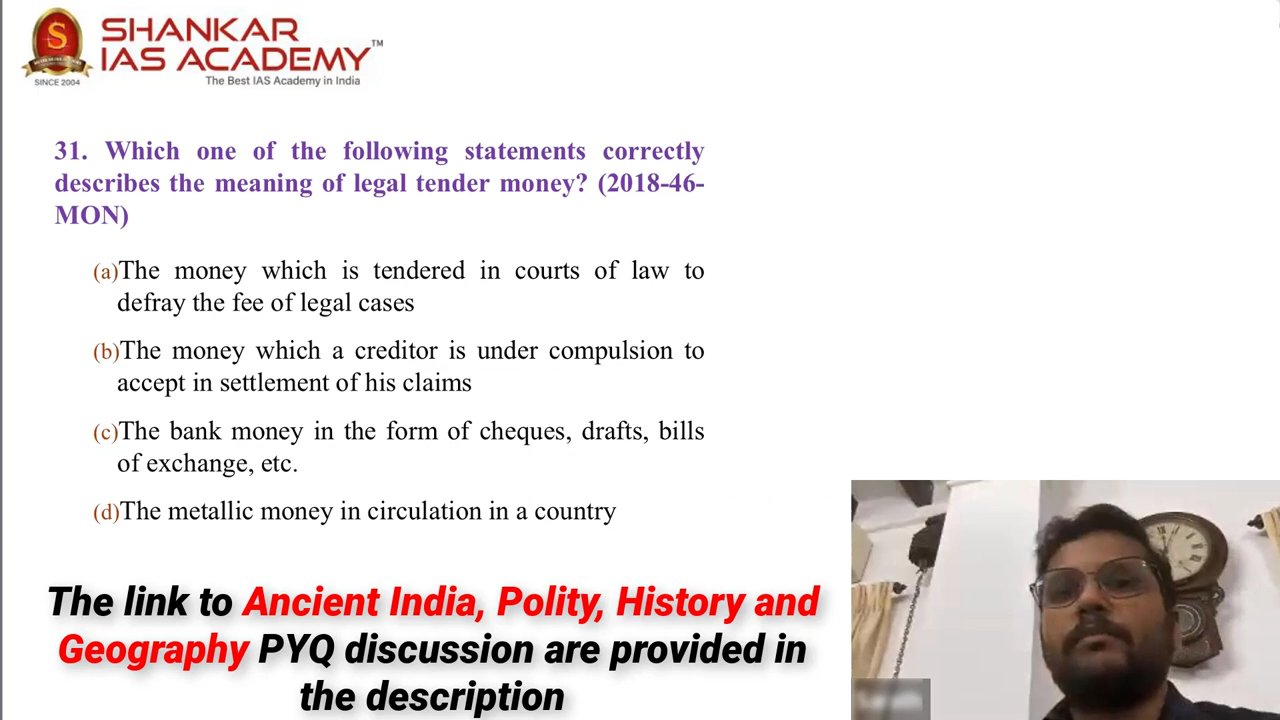 SHANKAR
IAS ACADEMY™
The Best IAS Academy in India
S
SINCE 2004
31. Which one of the following statements correctly
describes the meaning of legal tender money? (2018-46-
MON)
(a)The money which is tendered in courts of law to
defray the fee of legal cases
(b)The money which a creditor is under compulsion to
accept in settlement of his claims
(c)The bank money in the form of cheques, drafts, bills
of exchange, etc.
(d)The metallic money in circulation in a country
The link to Ancient India, Polity, History and
Geography PYQ discussion are provided in
the description